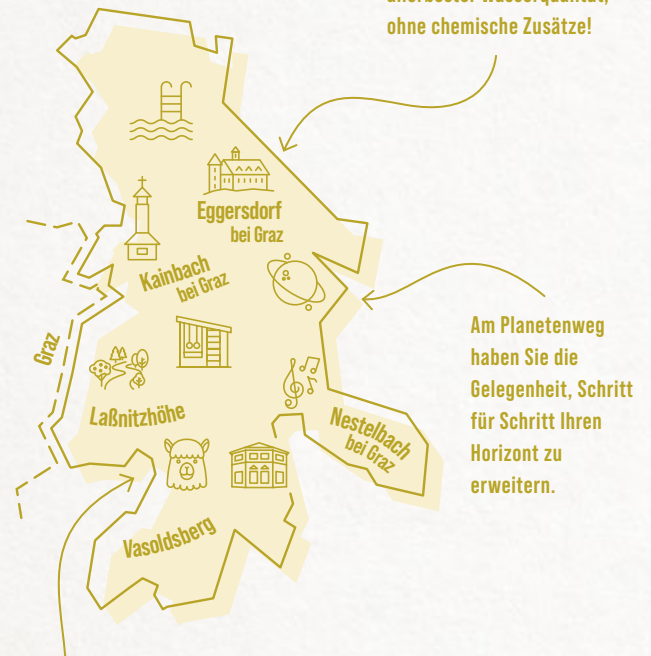 ohne chemische Zusätze!
Eggersdorf
bei Graz
Kainbach
bei Graz
Graz
Am Planetenweg
haben Sie die
Gelegenheit, Schritt
für Schritt Ihren
Horizont zu
erweitern.
Laßnitzhöhe
Nestelbach
bei Graz
Vasoldsberg